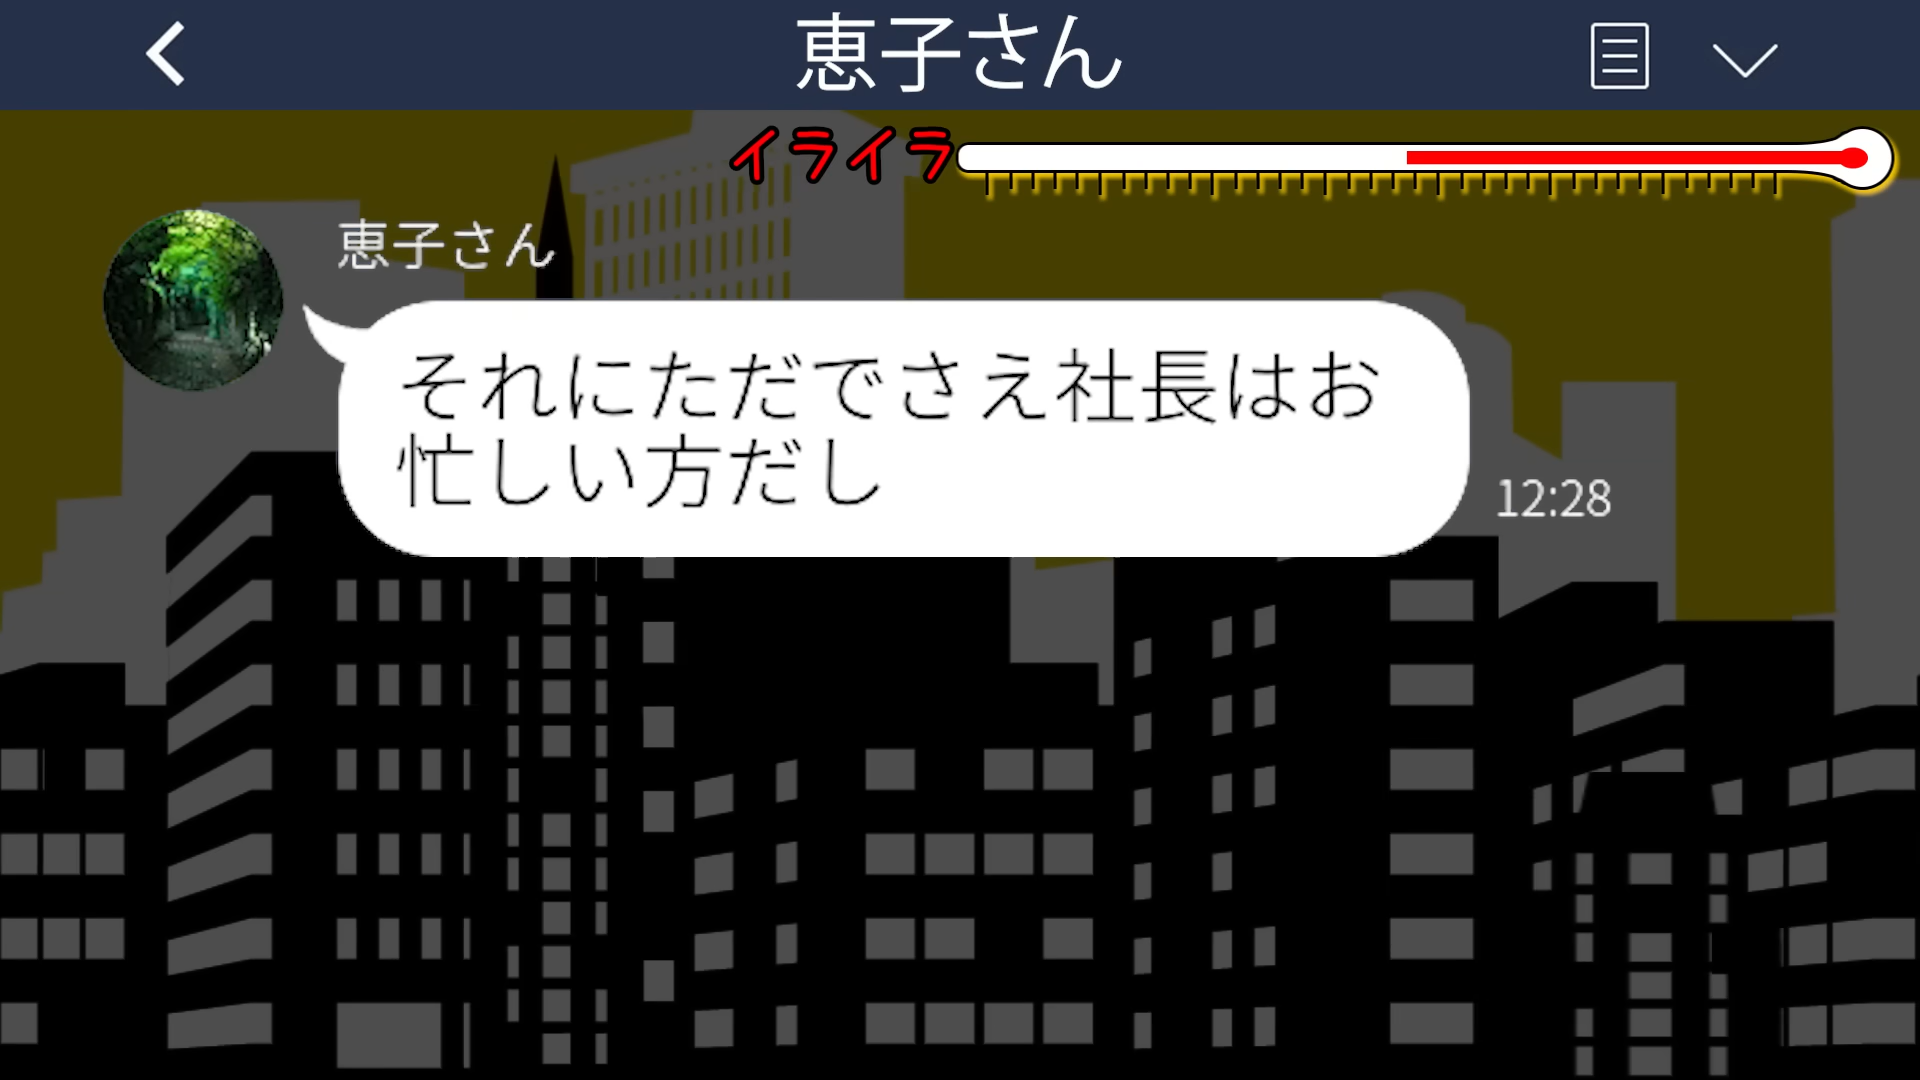 恵子さん
イライラ
恵子さん
それにただでさえ社長はお
忙しい方だし
12:28